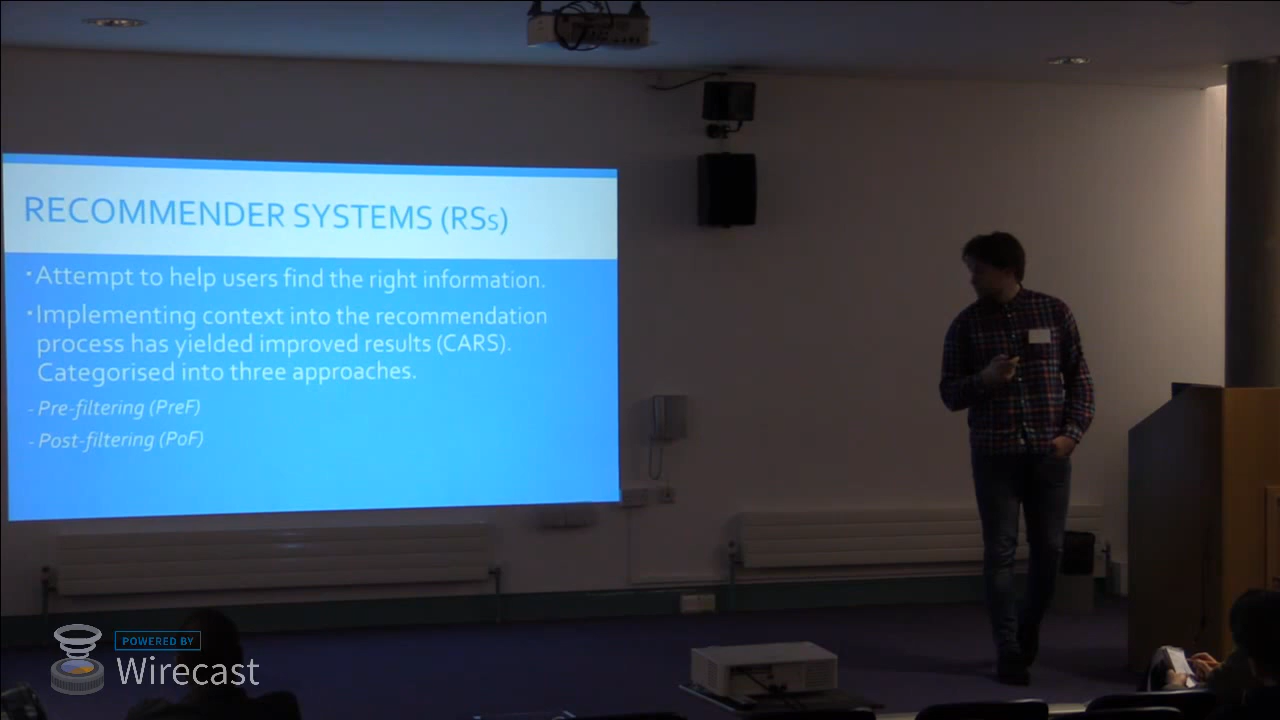 RECOMMENDER SYSTEMS (RSs)
▪Attempt to help users find the right information.
▪Implementing context into the recommendation
process has yielded improved results (CARS).
Categorised into three approaches.
- Pre-filtering (PreF)
- Post-filtering (PoF)
POWERED BY
Wirecast